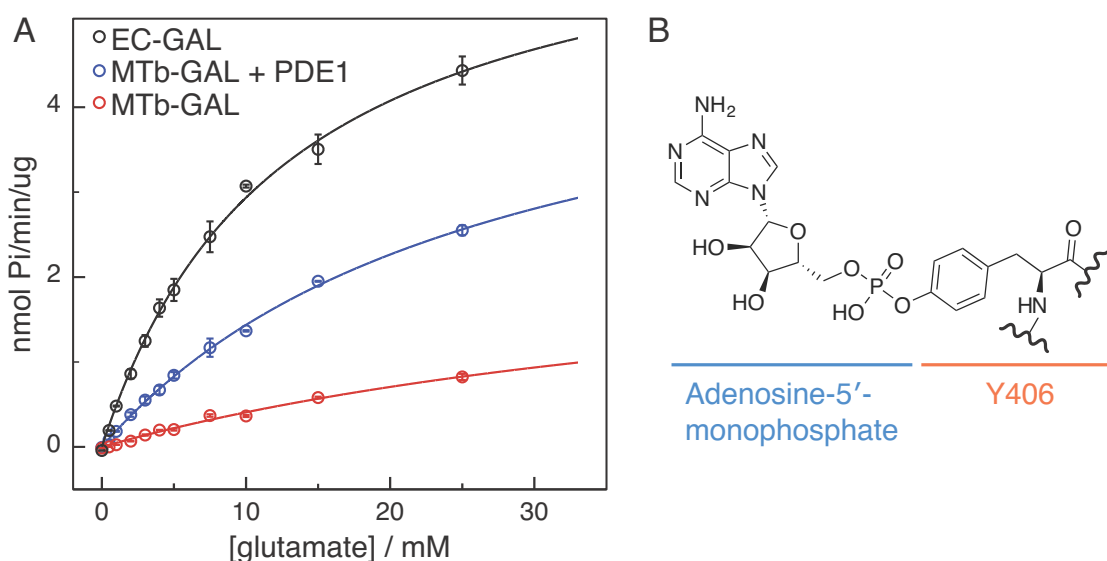 A
EC-GAL
MTb-GAL + PDE1
MTb-GAL
nmol Pi/min/ug
4
2
0
0
10
20
30
[glutamate] / mM
B
NH2
N
N
N
N
O
HO
HO
O
O
P
HO
O
O
HN
Adenosine-5′-
monophosphate
Y406